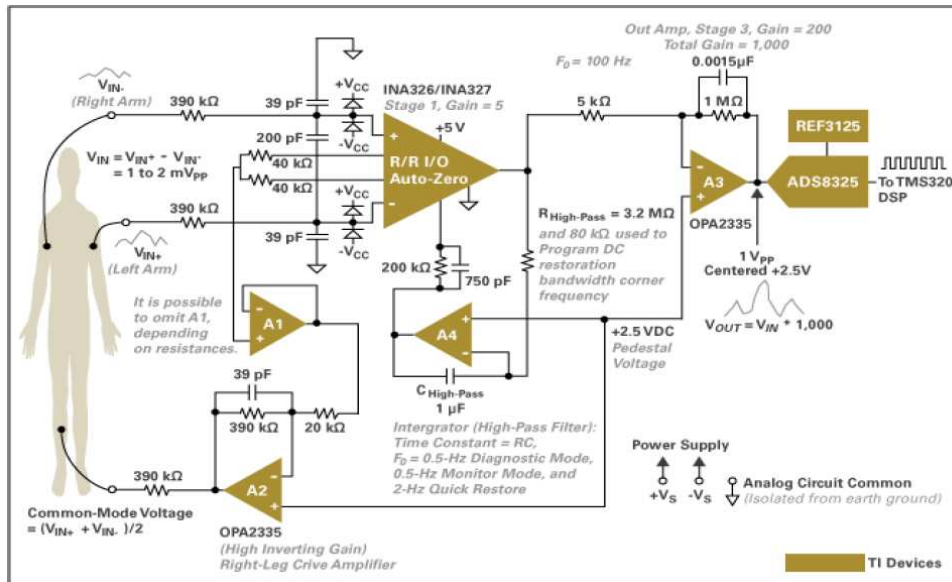 Out Amp, Stage 3, Gain = 200
Total Gain = 1,000
0.0015µF
F₀ = 100 Hz
+VCC
INA326/INA327
Stage 1, Gain = 5
VIN-
(Right Arm)
390 kΩ
39 pF
5 kΩ
1 MΩ
REF3125
-VCC
+5 V
200 pF
+
-
VIN = VIN+ - VIN-
= 1 to 2 mVPP
40 kΩ
R/R I/O
Auto-Zero
A3
ADS8325
To TMS320
DSP
40 kΩ
+VCC
390 kΩ
-
+
OPA2335
VIN+
(Left Arm)
39 pF
-VCC
RHigh-Pass = 3.2 MΩ
and 80 kΩ used to
Program DC
restoration
bandwidth corner
frequency
1 VPP
Centered +2.5V
200 kΩ
750 pF
It is possible
to omit A1,
depending
on resistances.
-
A1
+
+
A4
-
+2.5 VDC
Pedestal
Voltage
VOUT = VIN * 1,000
39 pF
CHigh-Pass
1 µF
390 kΩ
20 kΩ
Intergrator (High-Pass Filter):
Time Constant = RC,
F₀ = 0.5-Hz Diagnostic Mode,
0.5-Hz Monitor Mode, and
2-Hz Quick Restore
Power Supply
+VS
-VS
Analog Circuit Common
(Isolated from earth ground)
390 kΩ
-
A2
+
Common-Mode Voltage
= (VIN+ + VIN- )/2
OPA2335
(High Inverting Gain)
Right-Leg Crive Amplifier
TI Devices